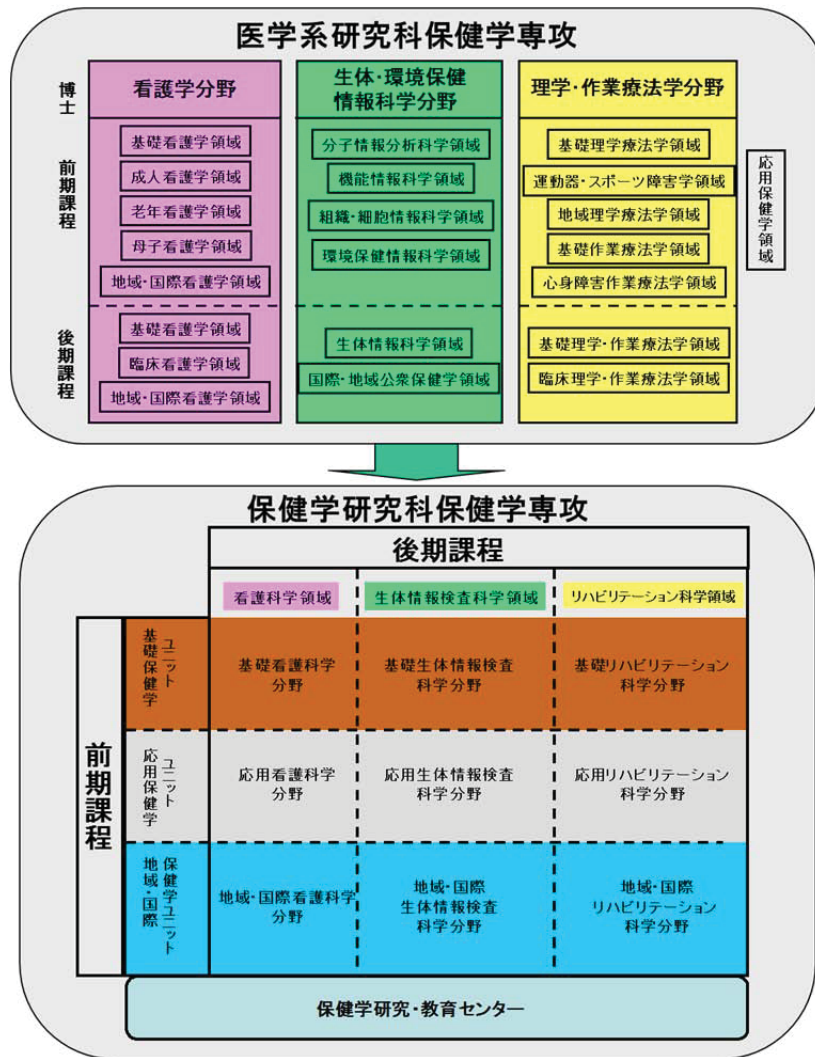 医学系研究科保健学専攻
博士
前期課程
後期課程
看護学分野
基礎看護学領域
成人看護学領域
老年看護学領域
母子看護学領域
地域・国際看護学領域
基礎看護学領域
臨床看護学領域
地域・国際看護学領域
生体・環境保健
情報科学分野
分子情報分析科学領域
機能情報科学領域
組織・細胞情報科学領域
環境保健情報科学領域
生体情報科学領域
国際・地域公衆保健学領域
理学・作業療法学分野
基礎理学療法学領域
運動器・スポーツ障害学領域
地域理学療法学領域
基礎作業療法学領域
心身障害作業療法学領域
基礎理学・作業療法学領域
臨床理学・作業療法学領域
応用保健学領域
保健学研究科保健学専攻
後期課程
看護科学領域
生体情報検査科学領域
リハビリテーション科学領域
前期課程
基礎保健学
ユニット
基礎看護科学
分野
基礎生体情報検査
科学分野
基礎リハビリテーション
科学分野
応用保健学
ユニット
応用看護科学
分野
応用生体情報検査
科学分野
応用リハビリテーション
科学分野
地域・国際
保健学ユニット
地域・国際看護科学
分野
地域・国際
生体情報検査
科学分野
地域・国際
リハビリテーション
科学分野
保健学研究・教育センター